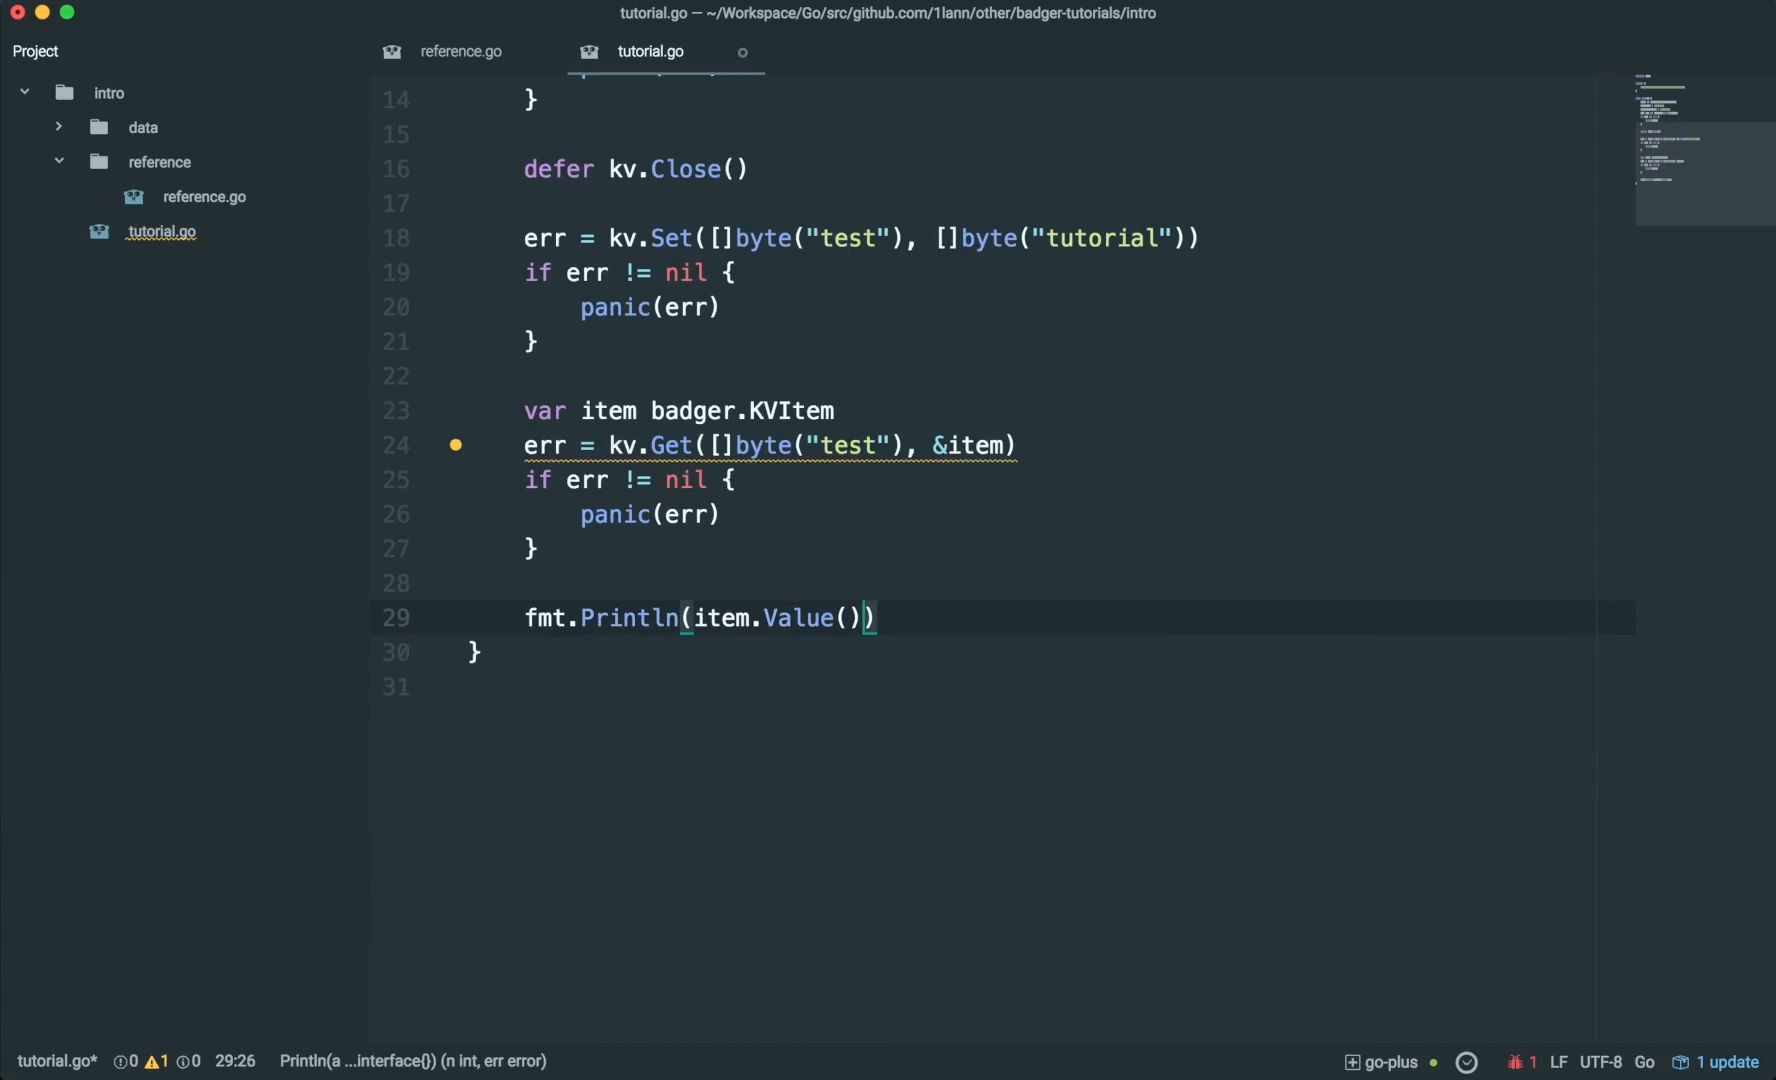 tutorial.go — ~/Workspace/Go/src/github.com/1lann/other/badger-tutorials/intro
Project
reference.go
tutorial.go
intro
data
reference
reference.go
tutorial.go
14 }
15
16 defer kv.Close()
17
18 err = kv.Set([]byte("test"), []byte("tutorial"))
19 if err != nil {
20 panic(err)
21 }
22
23 var item badger.KVItem
24 err = kv.Get([]byte("test"), &item)
25 if err != nil {
26 panic(err)
27 }
28
29 fmt.Println(item.Value())
30 }
31
tutorial.go* 0 1 0 29:26 Println(a ...interface{}) (n int, err error) go-plus 1 LF UTF-8 Go 1 update